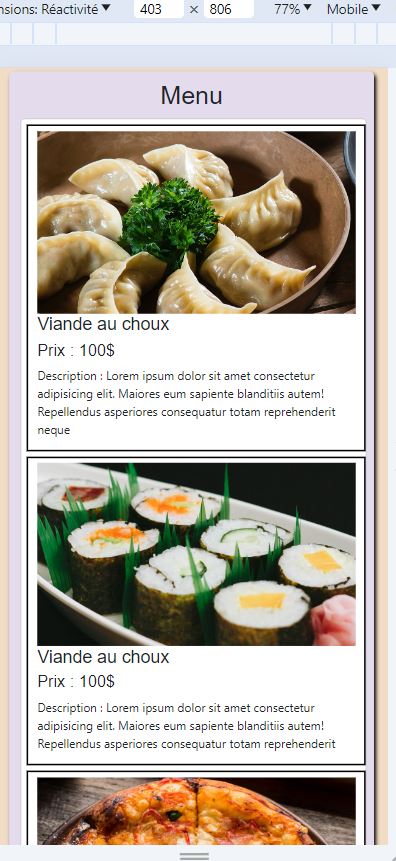 nsions: Réactivité ▼ 403 × 806 77% ▼ Mobile ▼
Menu
Viande au choux
Prix : 100$
Description : Lorem ipsum dolor sit amet consectetur
adipisicing elit. Maiores eum sapiente blanditiis autem!
Repellendus asperiores consequatur totam reprehenderit
neque
Viande au choux
Prix : 100$
Description : Lorem ipsum dolor sit amet consectetur
adipisicing elit. Maiores eum sapiente blanditiis autem!
Repellendus asperiores consequatur totam reprehenderit